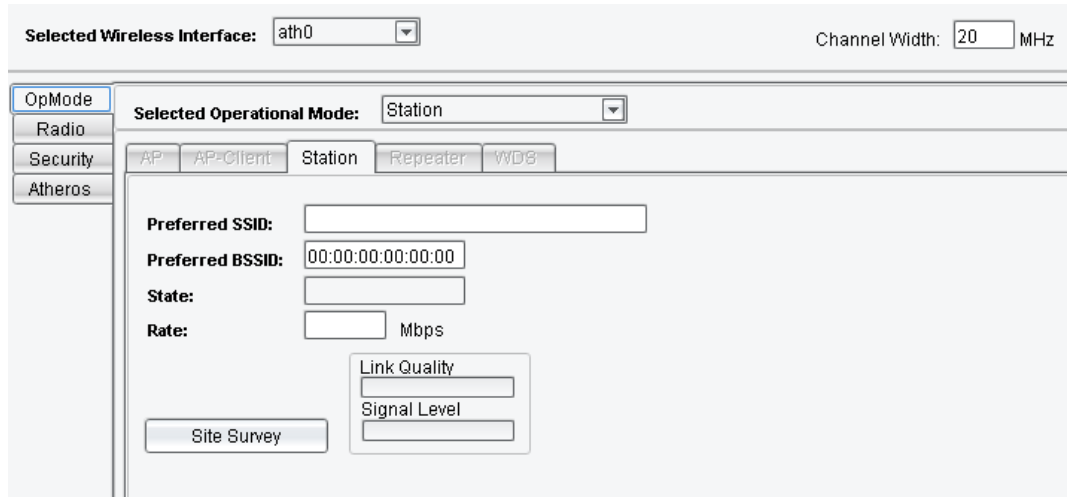 Selected Wireless Interface: ath0 Channel Width: 20 MHz
OpMode
Radio
Security
Atheros
Selected Operational Mode: Station
AP AP-Client Station Repeater WDS
Preferred SSID:
Preferred BSSID: 00:00:00:00:00:00
State:
Rate: Mbps
Link Quality
Signal Level
Site Survey